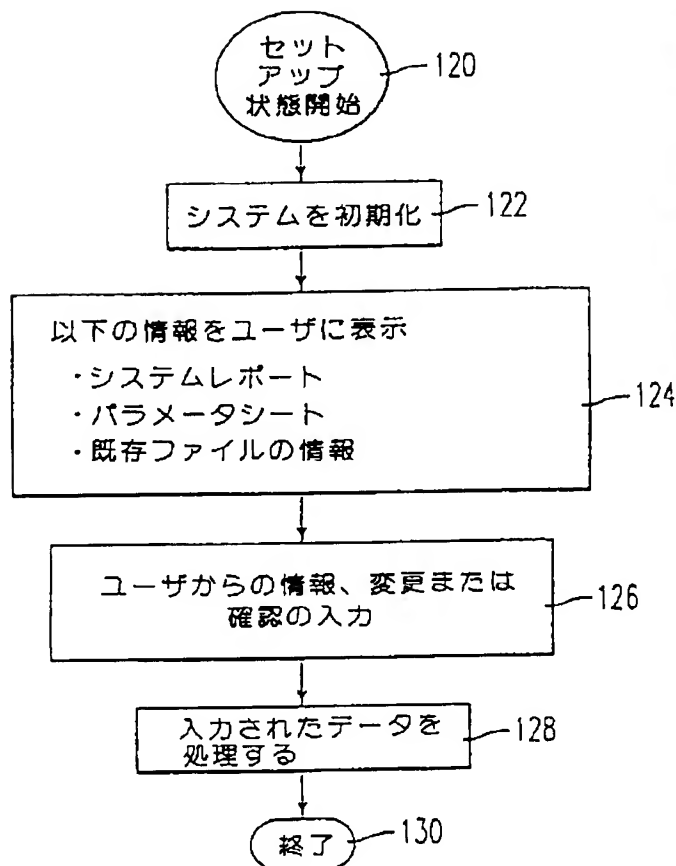 セット
アップ
状態開始
120
システムを初期化
122
以下の情報をユーザに表示
・システムレポート
・パラメータシート
・既存ファイルの情報
124
ユーザからの情報、変更または
確認の入力
126
入力されたデータを
処理する
128
終了
130